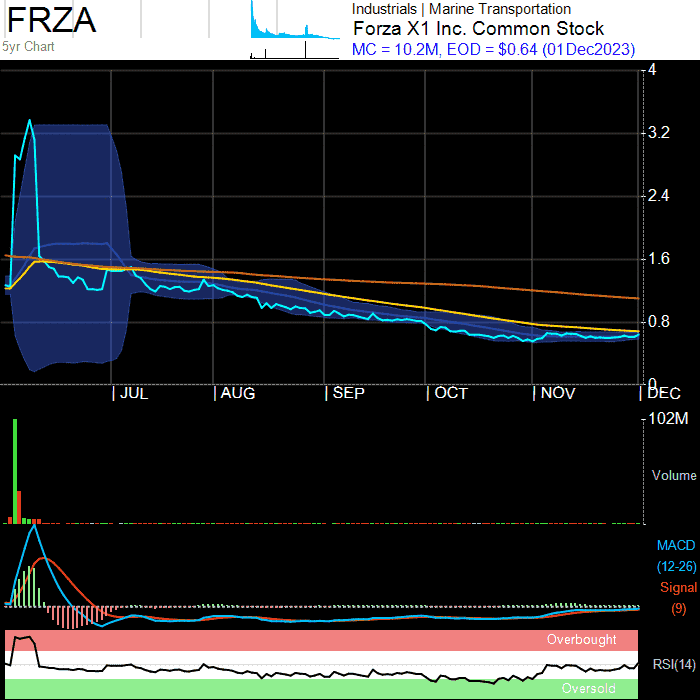 FRZA
5yr Chart
Industrials | Marine Transportation
Forza X1 Inc. Common Stock
MC = 10.2M, EOD = $0.64 (01Dec2023)
4
3.2
2.4
1.6
0.8
0
JUL AUG SEP OCT NOV DEC
102M
Volume
MACD
(12-26)
Signal
(9)
Overbought
RSI(14)
Oversold